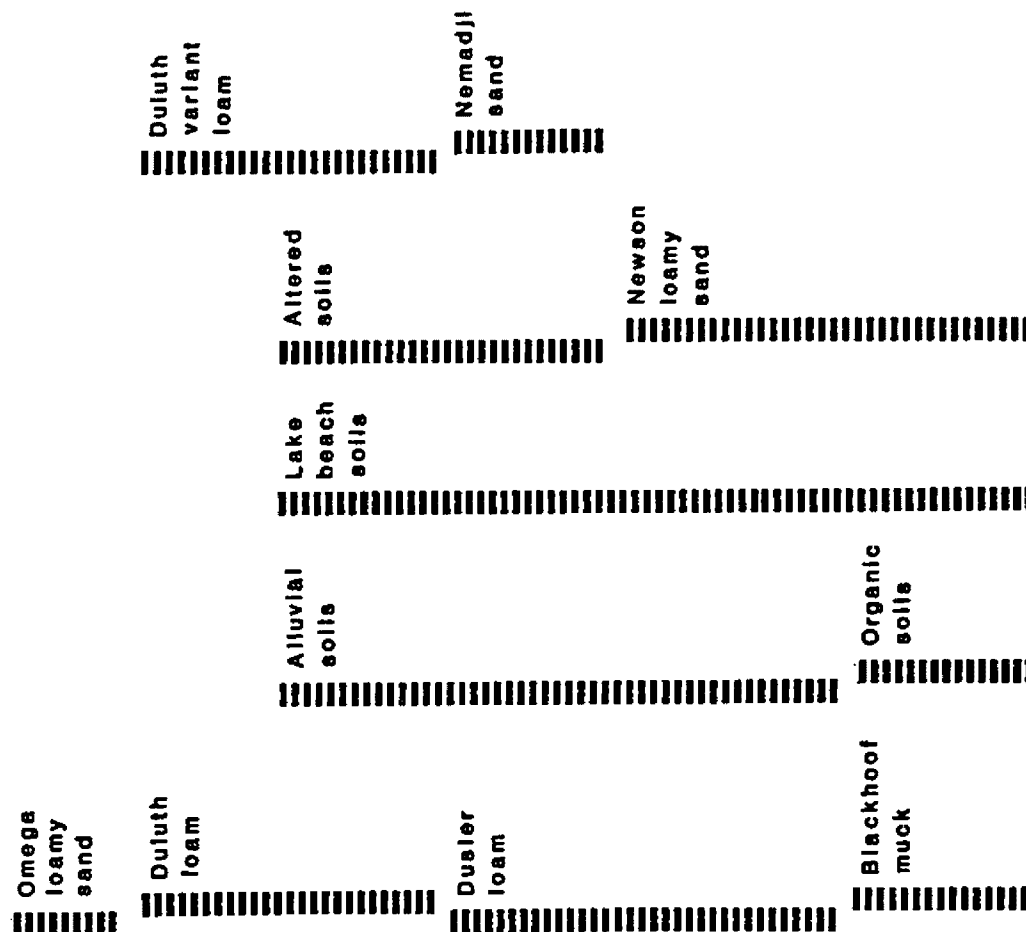 Omega
loamy
sand
Duluth
loam
Duluth
variant
loam
Alluvial
soils
Lake
beach
soils
Altered
soils
Dusler
loam
Nemadji
sand
Newson
loamy
sand
Blackhoof
muck
Organic
soils